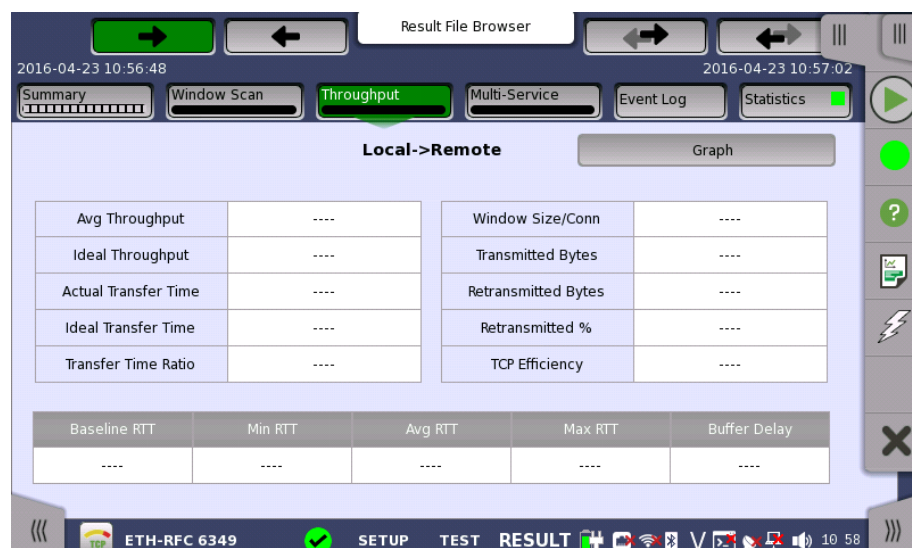 Result File Browser
2016-04-23 10:56:48
2016-04-23 10:57:02
Summary
Window Scan
Throughput
Multi-Service
Event Log
Statistics
Local->Remote
Graph
Avg Throughput ----
Window Size/Conn ----
Ideal Throughput ----
Transmitted Bytes ----
Actual Transfer Time ----
Retransmitted Bytes ----
Ideal Transfer Time ----
Retransmitted % ----
Transfer Time Ratio ----
TCP Efficiency ----
Baseline RTT Min RTT Avg RTT Max RTT Buffer Delay
---- ---- ---- ---- ----
TCP ETH-RFC 6349 SETUP TEST RESULT V 10 58